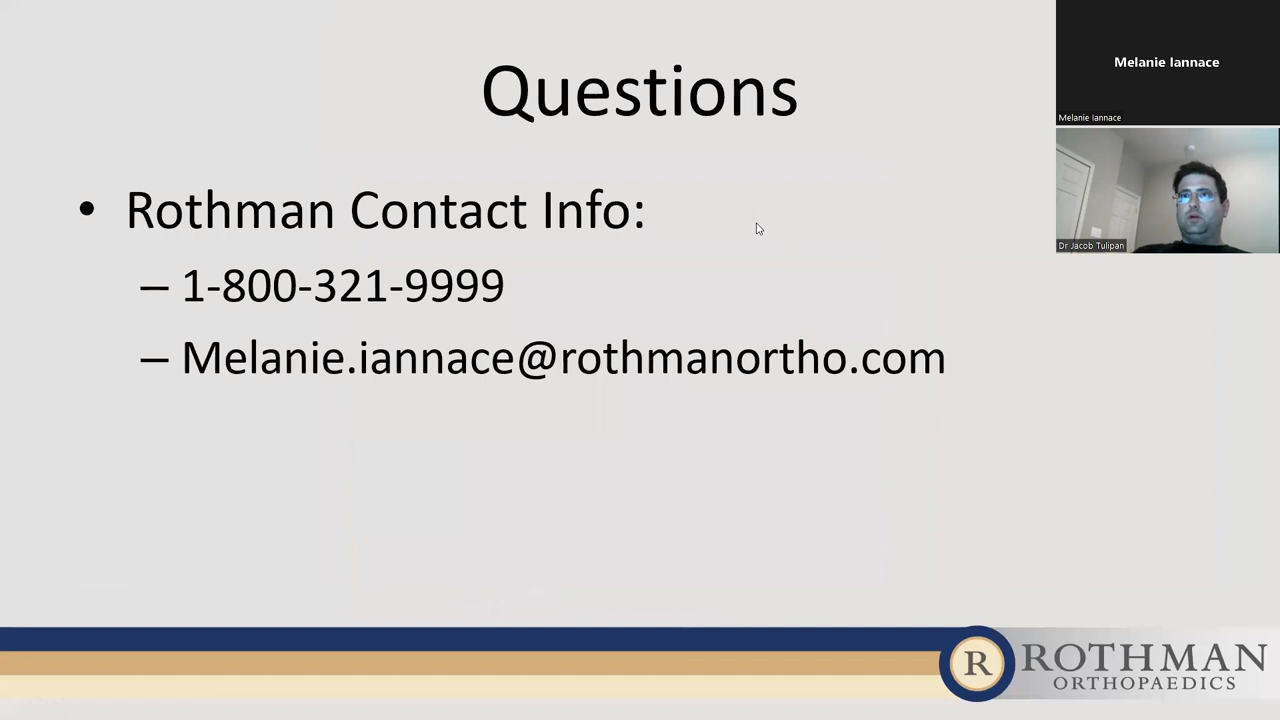 Questions
• Rothman Contact Info:
– 1-800-321-9999
– Melanie.iannace@rothmanortho.com
Melanie Iannace
Melanie Iannace
Dr Jacob Tulipan
R ROTHMAN
ORTHOPAEDICS